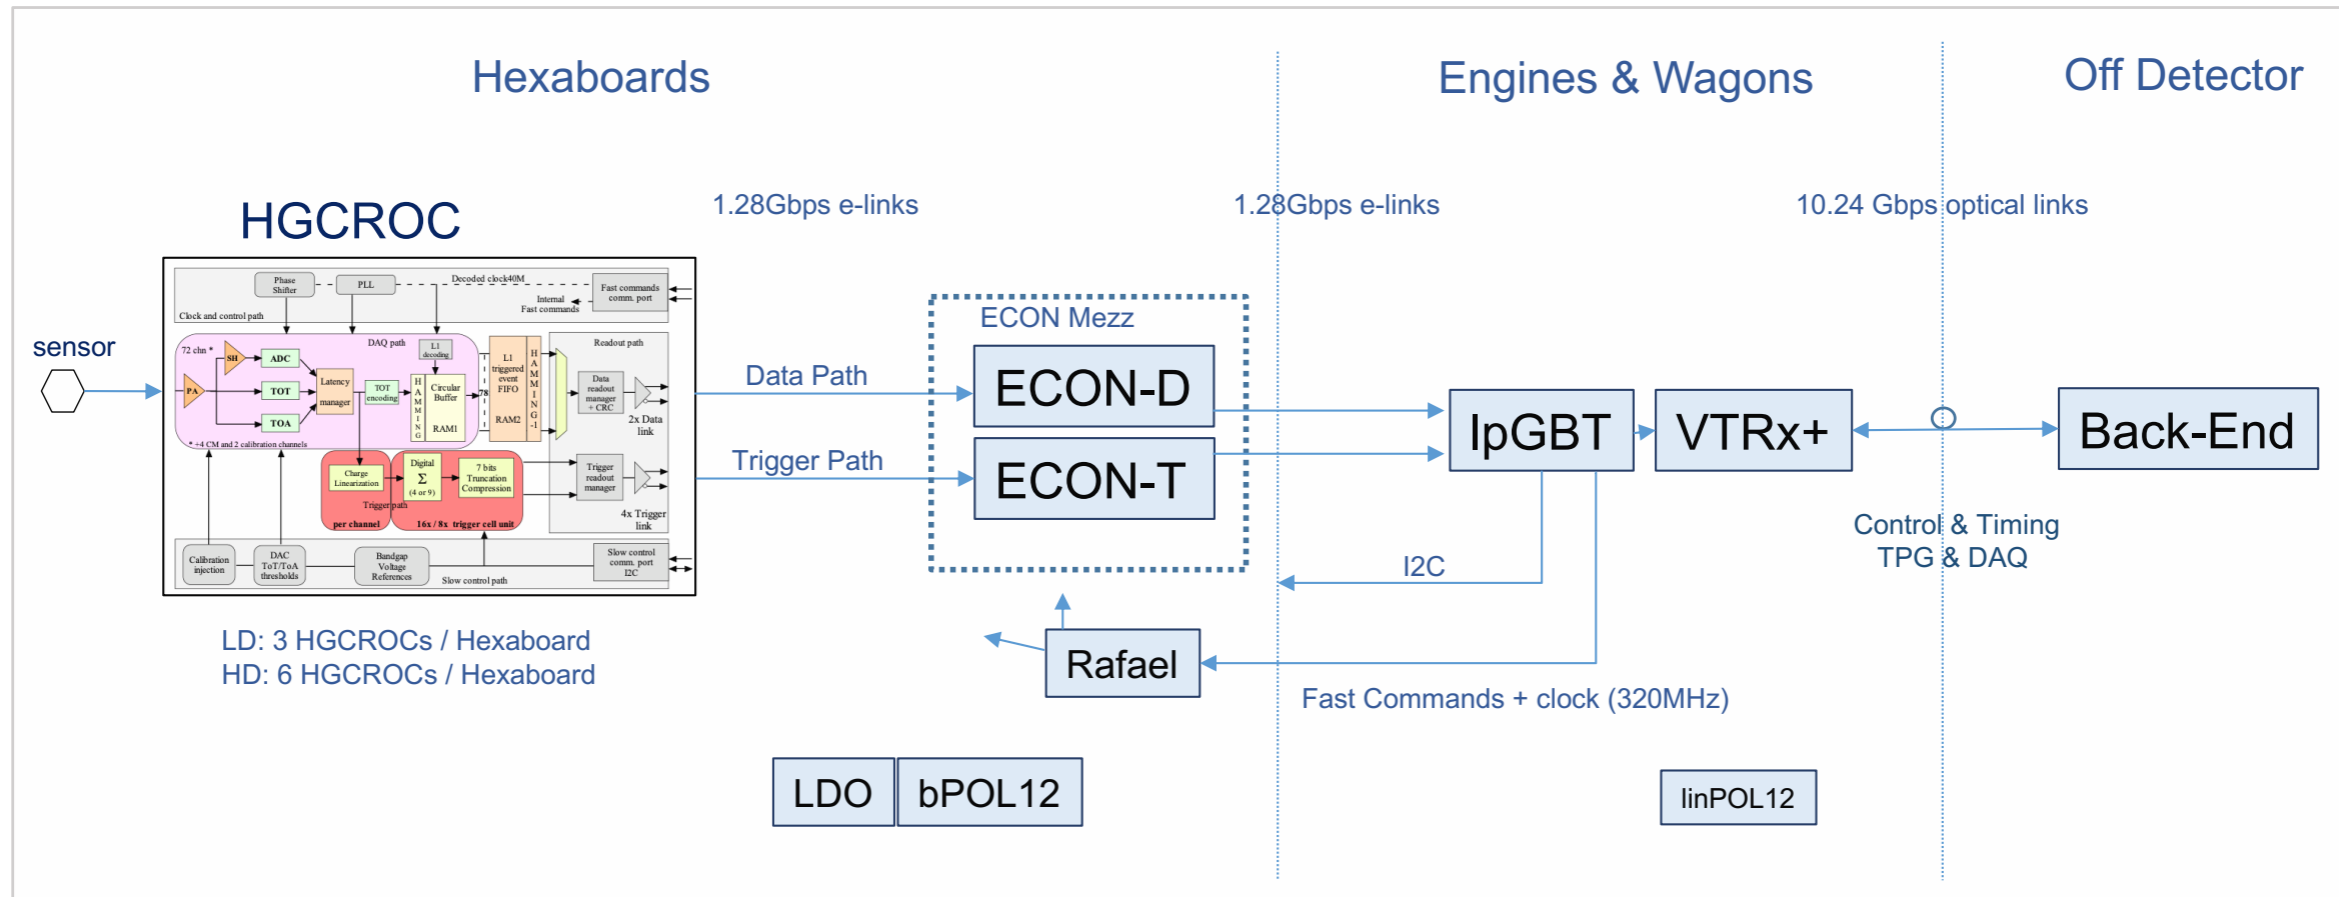 Hexaboards
Engines & Wagons
Off Detector
1.28Gbps e-links
1.28Gbps e-links
10.24 Gbps optical links
HGCROC
Phase
Shifter
PLL
Decoded clock40M
Fast commands
comm. port
Internal
Fast commands
Clock and control path
sensor
72 chn *
DAQ path
Readout path
SH
ADC
PA
TOT
TOA
Latency
manager
TOT
encoding
L1
decoding
H
A
M
M
I
N
G
Circular
Buffer
RAM1
78
L1
triggered
event
FIFO
RAM2
H
A
M
M
I
N
G
-1
Data
readout
manager
+ CRC
2x Data
link
* +4 CM and 2 calibration channels
Charge
Linearization
Digital
Σ
(4 or 9)
7 bits
Truncation
Compression
Trigger path
per channel
16x / 8x trigger cell unit
Trigger
readout
manager
4x Trigger
link
Calibration
injection
DAC
ToT/ToA
thresholds
Bandgap
Voltage
References
Slow control path
Slow control
comm. port
I2C
LD: 3 HGCROCs / Hexaboard
HD: 6 HGCROCs / Hexaboard
Data Path
Trigger Path
ECON Mezz
ECON-D
ECON-T
lpGBT
VTRx+
Back-End
Control & Timing
TPG & DAQ
I2C
Rafael
Fast Commands + clock (320MHz)
LDO
bPOL12
linPOL12